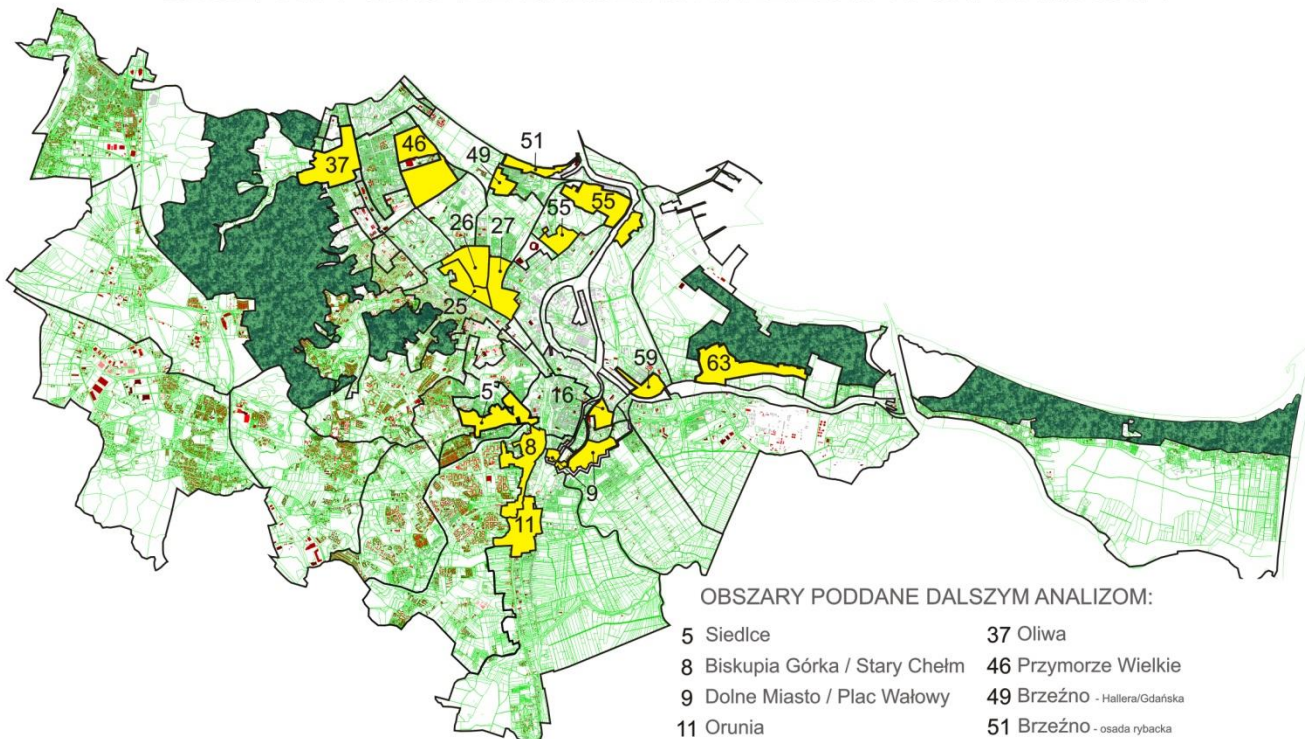 51
46
49
37
55
55
26 27
25
59
63
5
16
8
9
11
OBSZARY PODDANE DALSZYM ANALIZOM:
5 Siedlce
8 Biskupia Górka / Stary Chełm
9 Dolne Miasto / Plac Wałowy
11 Orunia
37 Oliwa
46 Przymorze Wielkie
49 Brzeźno - Hallera/Gdańska
51 Brzeźno - osada rybacka